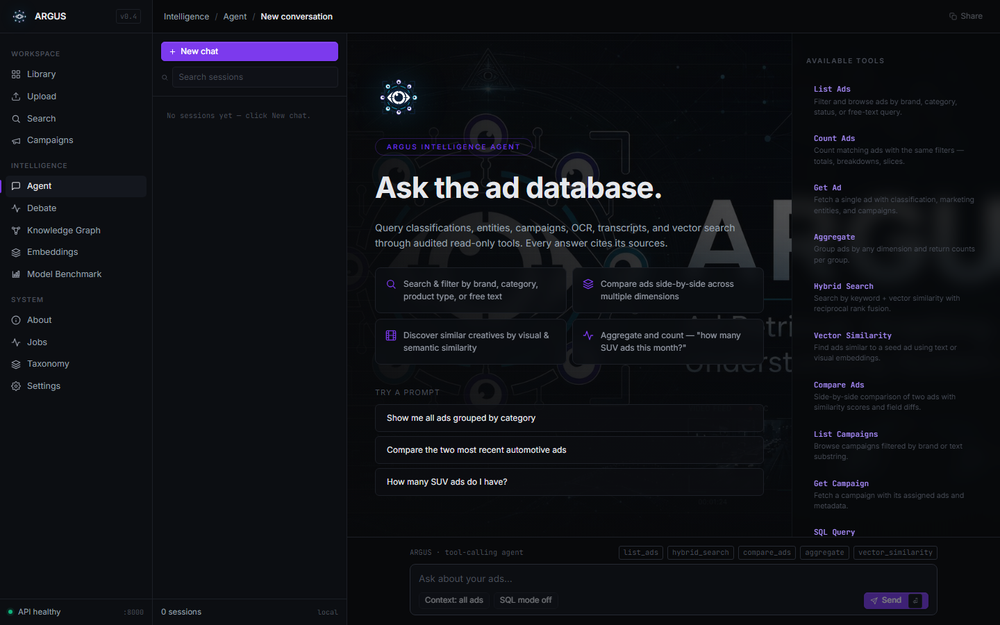 ARGUS
v0.4
Intelligence / Agent / New conversation
Share
WORKSPACE
Library
Upload
Search
Campaigns
INTELLIGENCE
Agent
Debate
Knowledge Graph
Embeddings
Model Benchmark
SYSTEM
About
Jobs
Taxonomy
Settings
API healthy
:8000
+ New chat
Search sessions
No sessions yet — click New chat.
0 sessions
local
ARGUS INTELLIGENCE AGENT
Ask the ad database.
Query classifications, entities, campaigns, OCR, transcripts, and vector search
through audited read-only tools. Every answer cites its sources.
Search & filter by brand, category,
product type, or free text
Compare ads side-by-side across
multiple dimensions
Discover similar creatives by visual &
semantic similarity
Aggregate and count — "how many
SUV ads this month?"
TRY A PROMPT
Show me all ads grouped by category
Compare the two most recent automotive ads
How many SUV ads do I have?
AVAILABLE TOOLS
List Ads
Filter and browse ads by brand, category,
status, or free-text query.
Count Ads
Count matching ads with the same filters —
totals, breakdowns, slices.
Get Ad
Fetch a single ad with classification, marketing
entities, and campaigns.
Aggregate
Group ads by any dimension and return counts
per group.
Hybrid Search
Search by keyword + vector similarity with
reciprocal rank fusion.
Vector Similarity
Find ads similar to a seed ad using text or
visual embeddings.
Compare Ads
Side-by-side comparison of two ads with
similarity scores and field diffs.
List Campaigns
Browse campaigns filtered by brand or text
substring.
Get Campaign
Fetch a campaign with its assigned ads and
metadata.
SQL Query
ARGUS · tool-calling agent
list_ads
hybrid_search
compare_ads
aggregate
vector_similarity
Ask about your ads...
Context: all ads
SQL mode off
Send